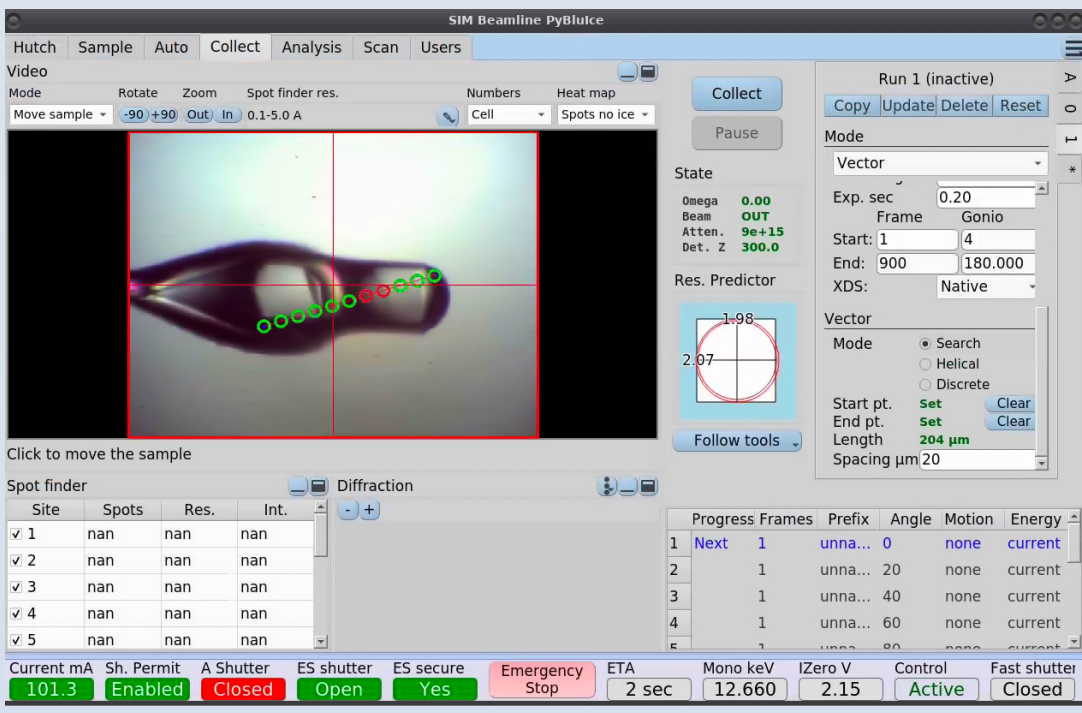 SIM Beamline PyBluIce
Hutch Sample Auto Collect Analysis Scan Users
Video
Mode Rotate Zoom Spot finder res. Numbers Heat map
Move sample -90 +90 Out In 0.1-5.0 A Cell Spots no ice
Click to move the sample
Collect
Pause
State
Omega 0.00
Beam OUT
Atten. 9e+15
Det. Z 300.0
Res. Predictor
1.98
2.07
Follow tools
Run 1 (inactive)
Copy Update Delete Reset
Mode
Vector
Exp. sec 0.20
Frame Gonio
Start: 1 4
End: 900 180.000
XDS: Native
Vector
Mode Search
Helical
Discrete
Start pt. Set Clear
End pt. Set Clear
Length 204 µm
Spacing µm 20
A
0
1
*
Spot finder
Site Spots Res. Int.
1 nan nan nan
2 nan nan nan
3 nan nan nan
4 nan nan nan
5 nan nan nan
Diffraction
- +
Progress Frames Prefix Angle Motion Energy
1 Next 1 unna... 0 none current
2 1 unna... 20 none current
3 1 unna... 40 none current
4 1 unna... 60 none current
Current mA Sh. Permit A Shutter ES shutter ES secure Emergency Stop ETA Mono keV IZero V Control Fast shutter
101.3 Enabled Closed Open Yes 2 sec 12.660 2.15 Active Closed